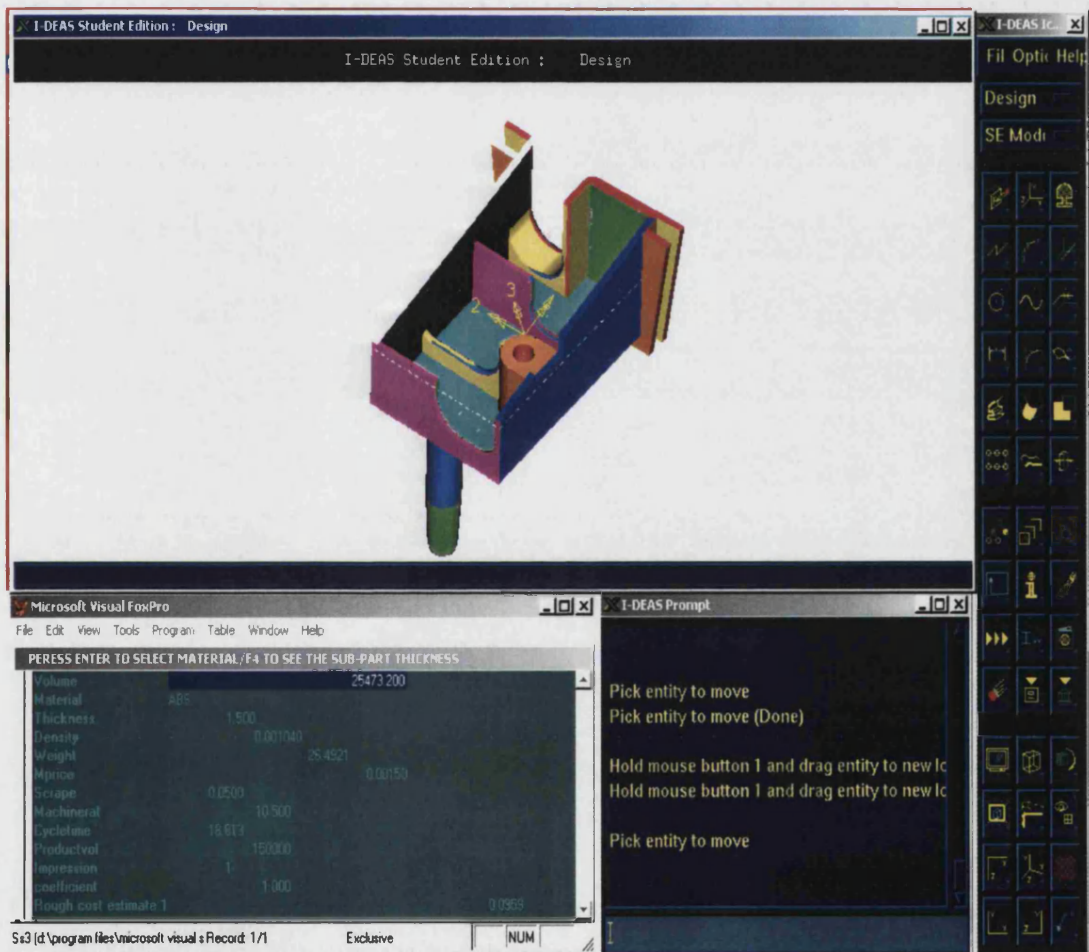 I-DEAS Student Edition : Design
I-DEAS Student Edition : Design
2
3
I-DEAS Ic...
Fil Optic Help
Design
SE Mod
Microsoft Visual FoxPro
File Edit View Tools Program Table Window Help
PERESS ENTER TO SELECT MATERIAL/F4 TO SEE THE SUB-PART THICKNESS
Volume 25473.200
Material ABS
Thickness 1.500
Density 0.001040
Weight 26.4921
Mprice 0.00150
Scrape 0.0500
Machinerat 10.500
Cycletime 18.613
Productvol 150000
Impression 1
coefficient 1.000
Rough cost estimate 1 0.0969
Ss3 (d:\program files\microsoft visual s Record: 1/1 Exclusive NUM
I-DEAS Prompt
Pick entity to move
Pick entity to move (Done)
Hold mouse button 1 and drag entity to new lc
Hold mouse button 1 and drag entity to new lc
Pick entity to move